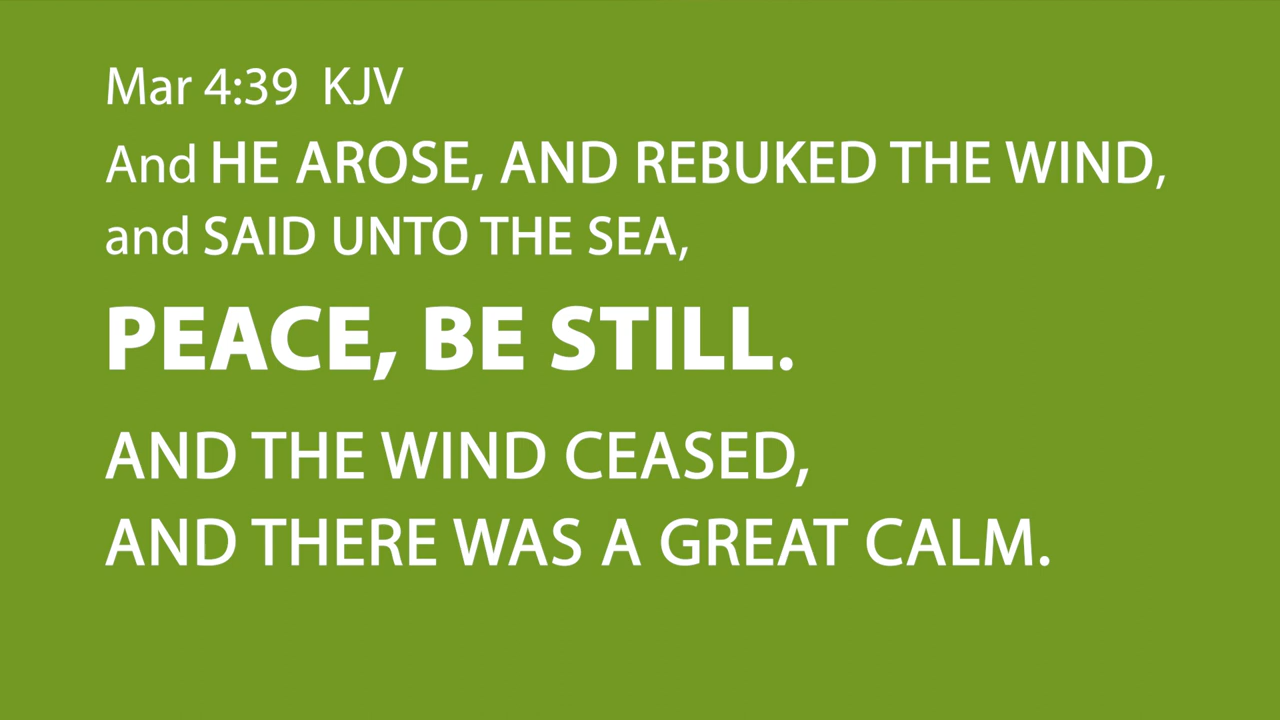 Mar 4:39  KJV
And HE AROSE, AND REBUKED THE WIND,
and SAID UNTO THE SEA,
PEACE, BE STILL.
AND THE WIND CEASED,
AND THERE WAS A GREAT CALM.